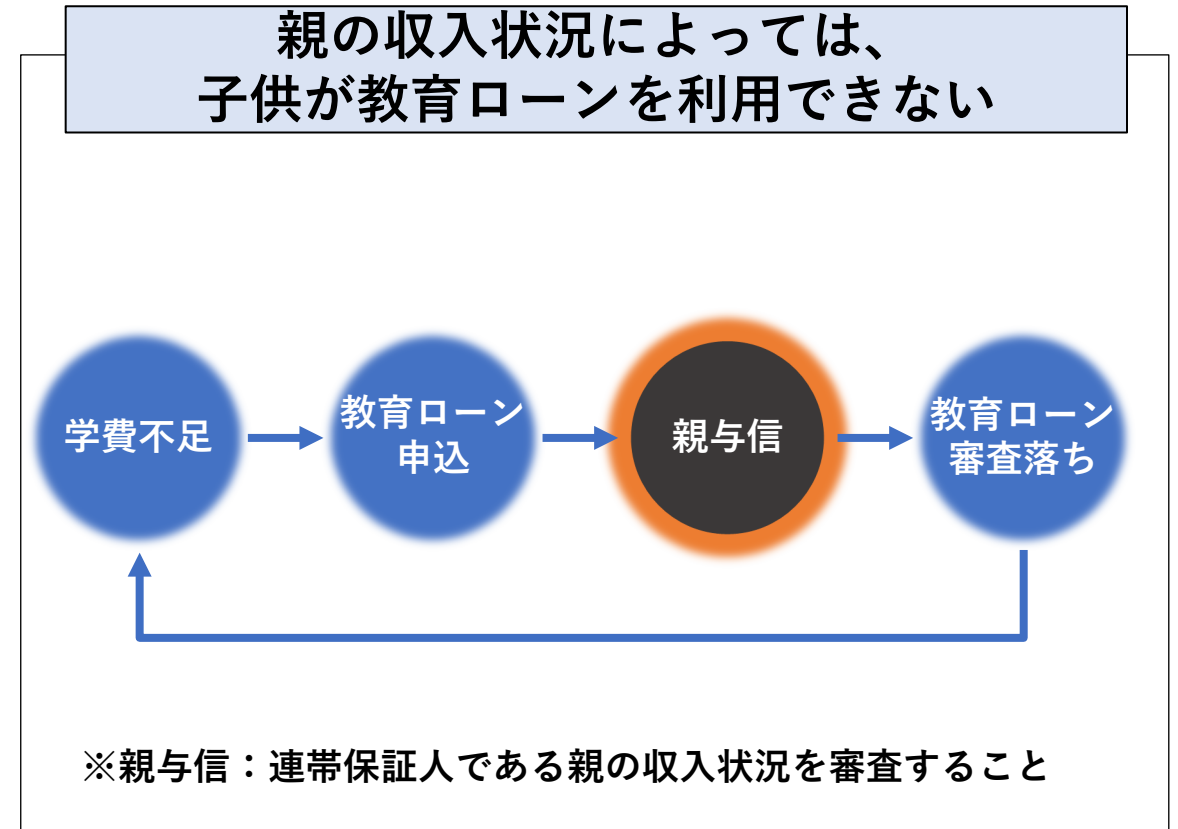 親の収入状況によっては、
子供が教育ローンを利用できない
学費不足
教育ローン
申込
親与信
教育ローン
審査落ち
※親与信：連帯保証人である親の収入状況を審査すること